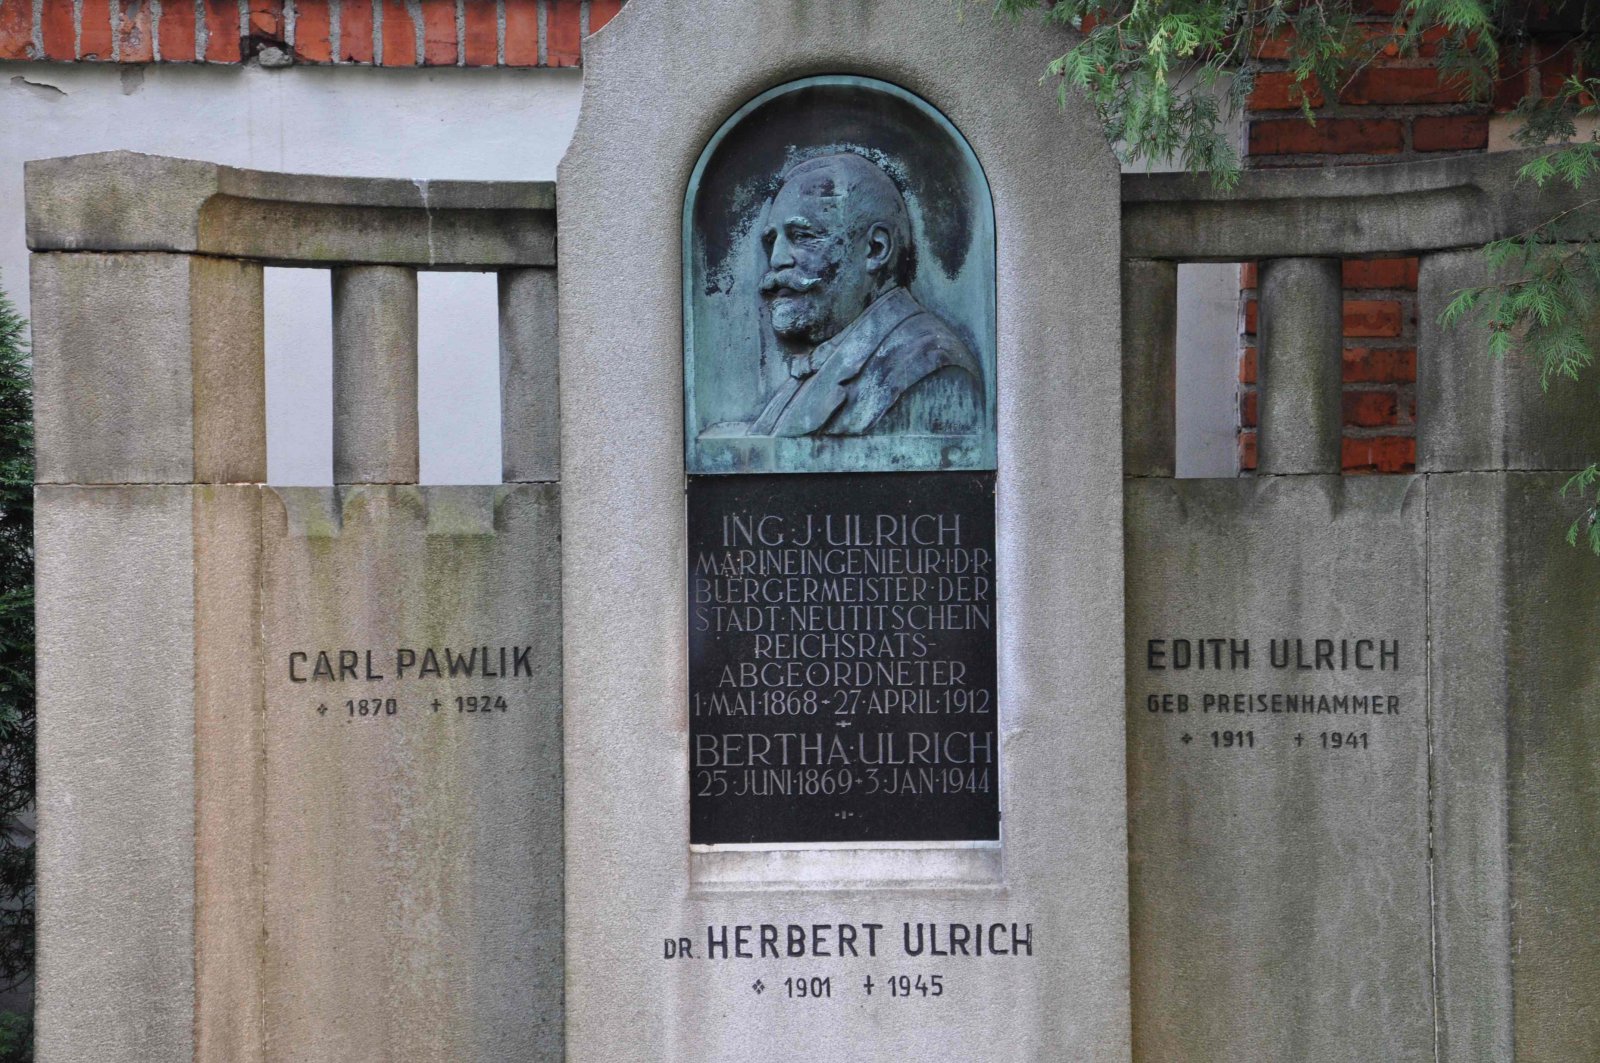 ING·J·ULRICH
MARINEINGENIEUR·I·D·R·
BUERGERMEISTER·DER
STADT·NEUTITSCHEIN
REICHSRATS-
ABGEORDNETER
1·MAI·1868-27·APRIL·1912
BERTHA·ULRICH
25·JUNI·1869+3·JAN·1944
CARL PAWLIK
1870 † 1924
EDITH ULRICH
GEB PREISENHAMMER
1911 † 1941
DR. HERBERT ULRICH
1901 † 1945